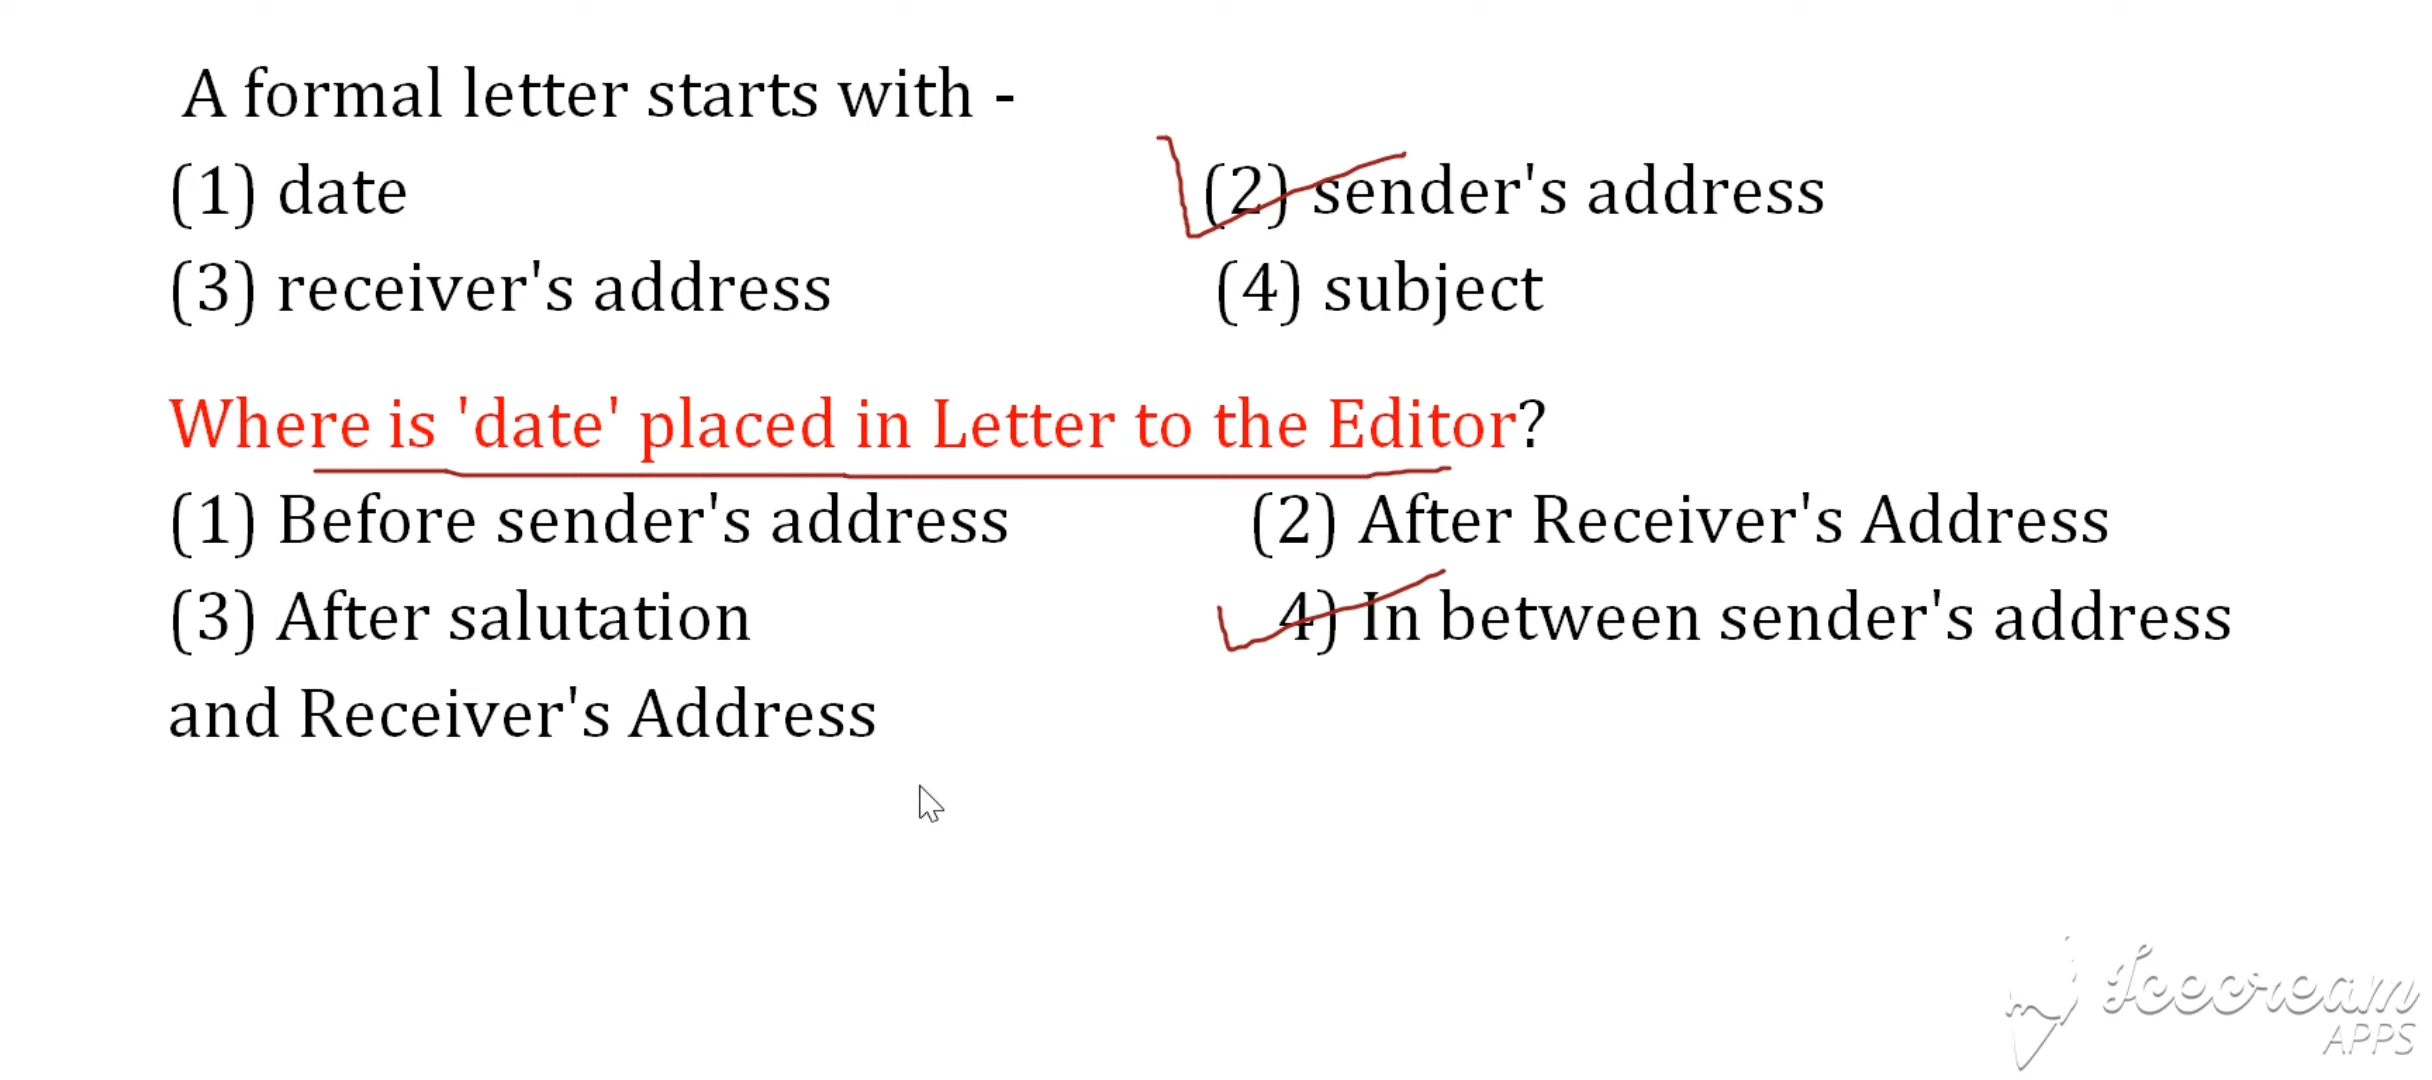 A formal letter starts with -
(1) date (2) sender's address
(3) receiver's address (4) subject
Where is 'date' placed in Letter to the Editor?
(1) Before sender's address (2) After Receiver's Address
(3) After salutation 4) In between sender's address
and Receiver's Address
Icecream
APPS